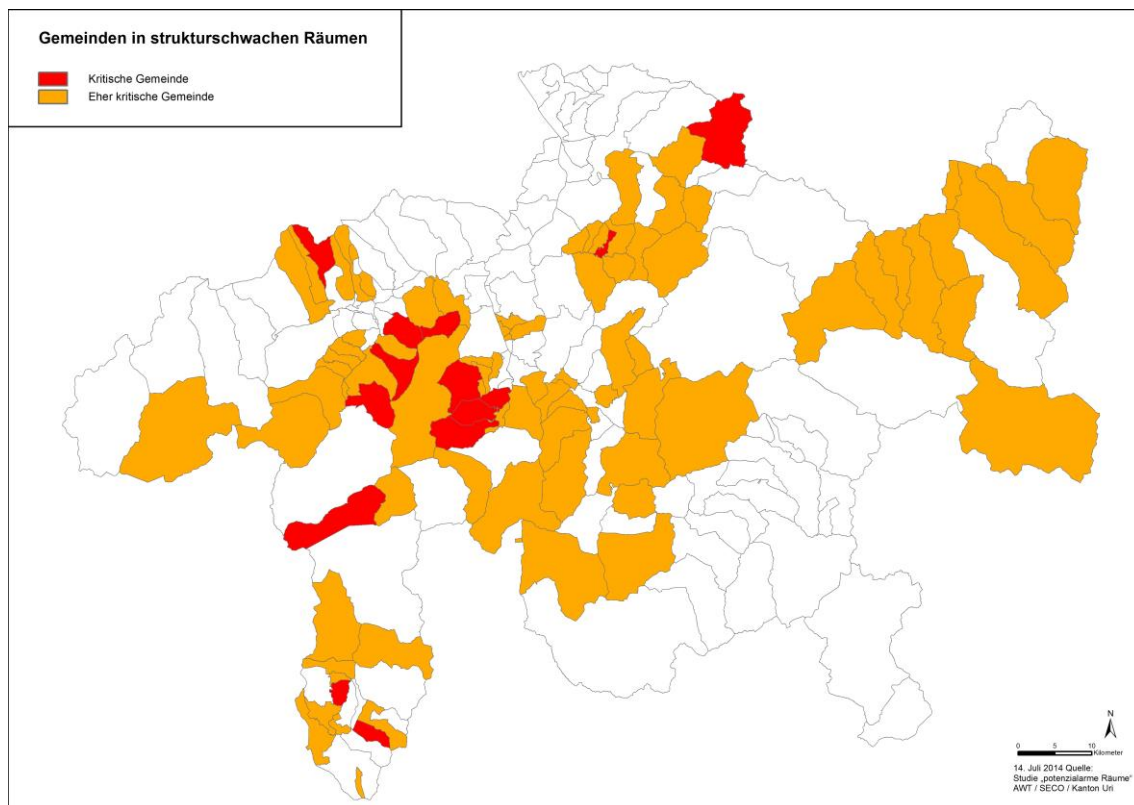 Gemeinden in strukturschwachen Räumen
Kritische Gemeinde
Eher kritische Gemeinde
N
0 5 10
Kilometer
14. Juli 2014 Quelle:
Studie „potenzialarme Räume"
AWT / SECO / Kanton Uri